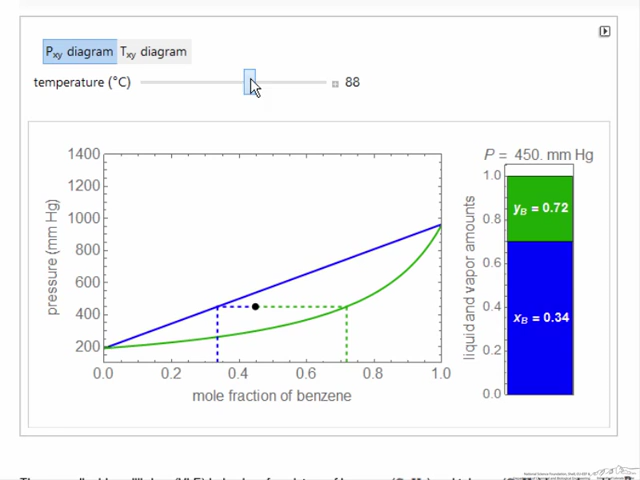 Pxy diagram Txy diagram
temperature (°C) 88
P = 450. mm Hg
pressure (mm Hg)
1400
1200
1000
800
600
400
200
0.0 0.2 0.4 0.6 0.8 1.0
mole fraction of benzene
liquid and vapor amounts
1.0
0.8
0.6
0.4
0.2
0.0
yB = 0.72
xB = 0.34